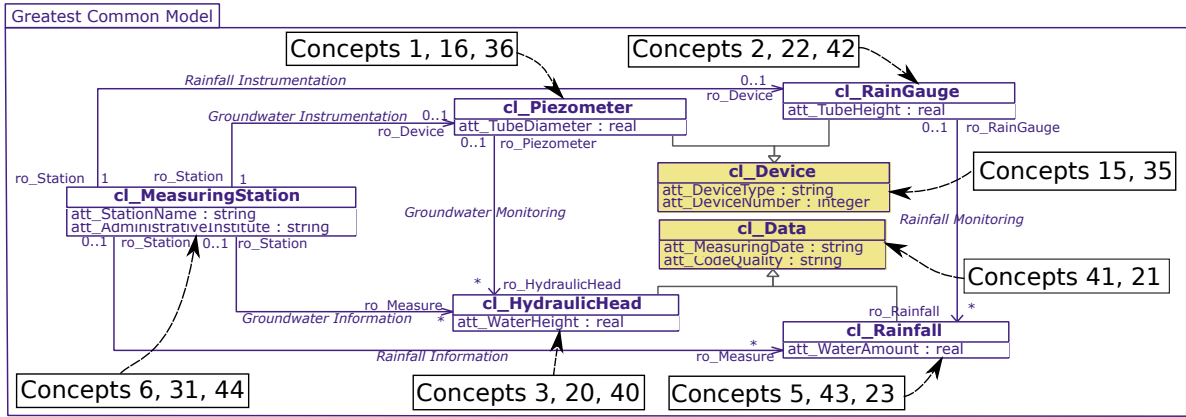 Greatest Common Model
Concepts 1, 16, 36
Concepts 2, 22, 42
Rainfall Instrumentation
0..1
ro_Device
cl_RainGauge
att_TubeHeight : real
0..1
ro_RainGauge
Groundwater Instrumentation
0..1
ro_Device
cl_Piezometer
att_TubeDiameter : real
0..1
ro_Piezometer
ro_Station
1
ro_Station
1
cl_MeasuringStation
att_StationName : string
att_AdministrativeInstitute : string
0..1
ro_Station
0..1
ro_Station
cl_Device
att_DeviceType : string
att_DeviceNumber : integer
Concepts 15, 35
Groundwater Monitoring
Rainfall Monitoring
cl_Data
att_MeasuringDate : string
att_CodeQuality : string
Concepts 41, 21
*
ro_HydraulicHead
ro_Measure
*
Groundwater Information
cl_HydraulicHead
att_WaterHeight : real
ro_Rainfall
*
cl_Rainfall
att_WaterAmount : real
Rainfall Information
*
ro_Measure
Concepts 6, 31, 44
Concepts 3, 20, 40
Concepts 5, 43, 23